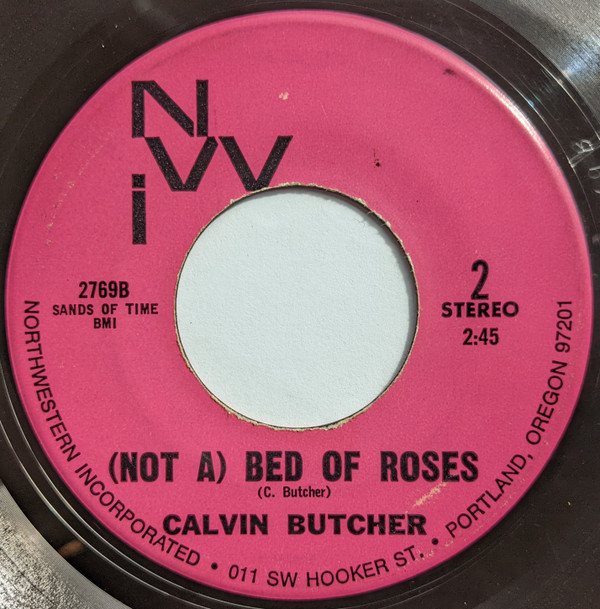 NWi
2769B
SANDS OF TIME
BMI
2
STEREO
2:45
(NOT A) BED OF ROSES
(C. Butcher)
CALVIN BUTCHER
NORTHWESTERN INCORPORATED • 011 SW HOOKER ST. • PORTLAND, OREGON 97201